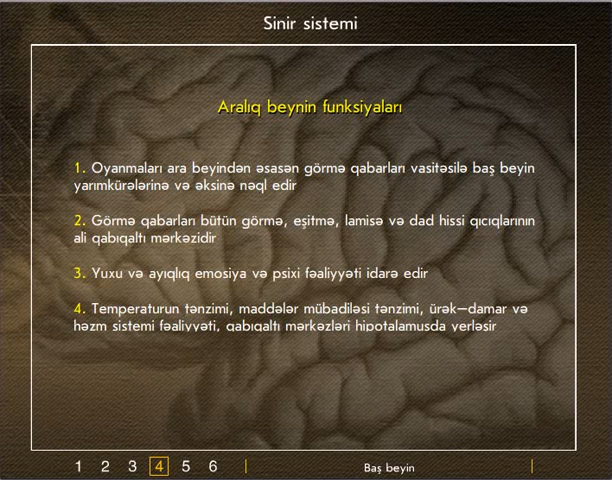 Sinir sistemi
Aralıq beynin funksiyaları
1. Oyanmaları ara beyindən əsasən görmə qabarları vasitəsilə baş beyin
yarımkürələrinə və əksinə nəql edir
2. Görmə qabarları bütün görmə, eşitmə, lamisə və dad hissi qıcıqlarının
ali qabıqaltı mərkəzidir
3. Yuxu və ayıqlıq emosiya və psixi fəaliyyəti idarə edir
4. Temperaturun tənzimi, maddələr mübadiləsi tənzimi, ürək–damar və
həzm sistemi fəaliyyəti, qabıqaltı mərkəzləri hipotalamusda yerləşir
1 2 3 4 5 6 Baş beyin